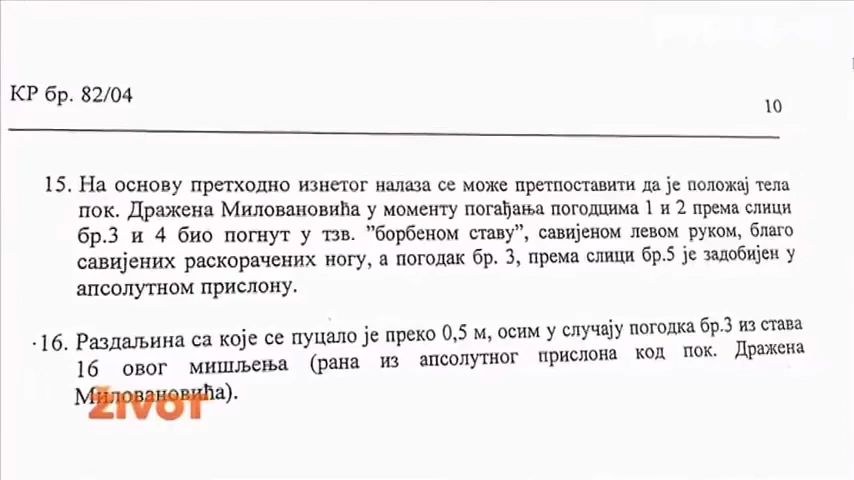 КР бр. 82/04
10
15. На основу претходно изнетог налаза се може претпоставити да је положај тела
пок. Дражена Миловановића у моменту погађања погодцима 1 и 2 према слици
бр.3 и 4 био погнут у тзв. ”борбеном ставу”, савијеном левом руком, благо
савијених раскорачених ногу, а погодак бр. 3, према слици бр.5 је задобијен у
апсолутном прислону.
16. Раздаљина са које се пуцало је преко 0,5 м, осим у случају погодка бр.3 из става
16 овог мишљења (рана из апсолутног прислона код пок. Дражена
Миловановића).
ŽIVOT